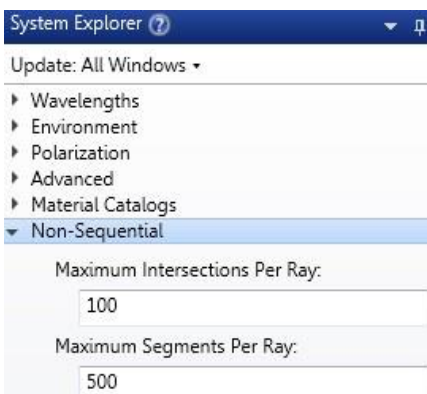 System Explorer ?
Update: All Windows
Wavelengths
Environment
Polarization
Advanced
Material Catalogs
Non-Sequential
Maximum Intersections Per Ray:
100
Maximum Segments Per Ray:
500